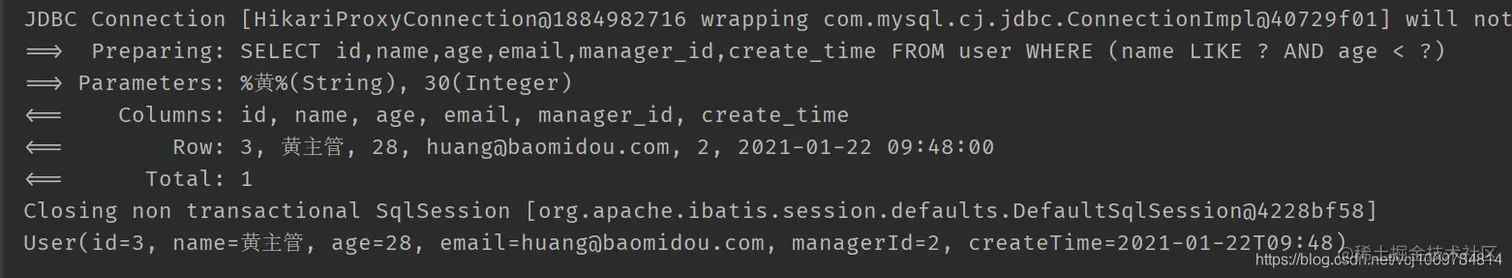 JDBC Connection [HikariProxyConnection@1884982716 wrapping com.mysql.cj.jdbc.ConnectionImpl@40729f01] will not
==>  Preparing: SELECT id,name,age,email,manager_id,create_time FROM user WHERE (name LIKE ? AND age < ?)
==> Parameters: %黄%(String), 30(Integer)
<==    Columns: id, name, age, email, manager_id, create_time
<==        Row: 3, 黄主管, 28, huang@baomidou.com, 2, 2021-01-22 09:48:00
<==      Total: 1
Closing non transactional SqlSession [org.apache.ibatis.session.defaults.DefaultSqlSession@4228bf58]
User(id=3, name=黄主管, age=28, email=huang@baomidou.com, managerId=2, createTime=2021-01-22T09:48)
@稀土掘金技术社区